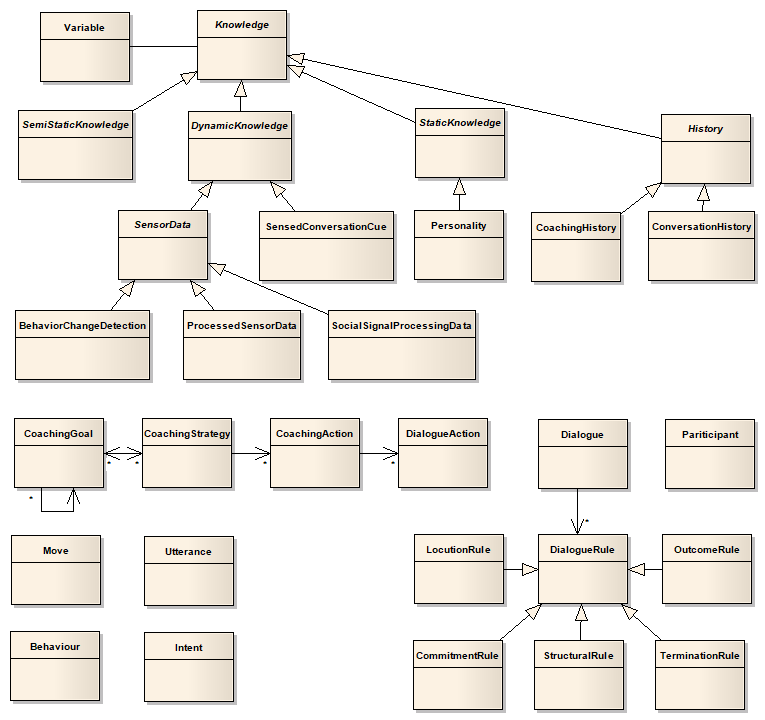 Variable
Knowledge
SemiStaticKnowledge
DynamicKnowledge
StaticKnowledge
History
SensorData
SensedConversationCue
Personality
CoachingHistory
ConversationHistory
BehaviorChangeDetection
ProcessedSensorData
SocialSignalProcessingData
CoachingGoal
CoachingStrategy
CoachingAction
DialogueAction
Dialogue
Pariticipant
*
*
*
*
*
*
Move
Utterance
LocutionRule
DialogueRule
OutcomeRule
Behaviour
Intent
CommitmentRule
StructuralRule
TerminationRule